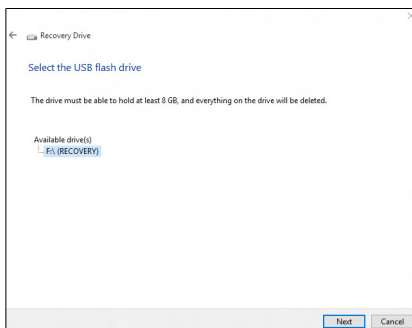 Recovery Drive
Select the USB flash drive
The drive must be able to hold at least 8 GB, and everything on the drive will be deleted.
Available drive(s)
F:\ (RECOVERY)
Next Cancel